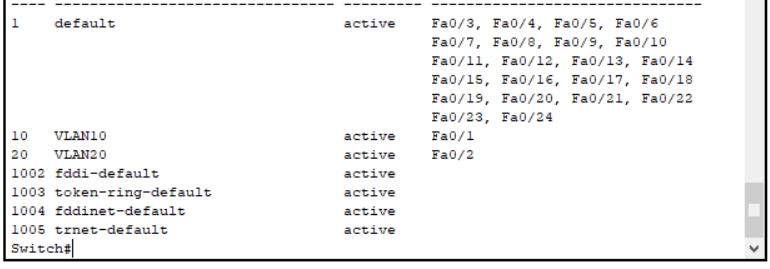 ---- -------------------------------- --------- -------------------------------
1    default                          active    Fa0/3, Fa0/4, Fa0/5, Fa0/6
                                                Fa0/7, Fa0/8, Fa0/9, Fa0/10
                                                Fa0/11, Fa0/12, Fa0/13, Fa0/14
                                                Fa0/15, Fa0/16, Fa0/17, Fa0/18
                                                Fa0/19, Fa0/20, Fa0/21, Fa0/22
                                                Fa0/23, Fa0/24
10   VLAN10                           active    Fa0/1
20   VLAN20                           active    Fa0/2
1002 fddi-default                     active
1003 token-ring-default               active
1004 fddinet-default                  active
1005 trnet-default                    active
Switch#